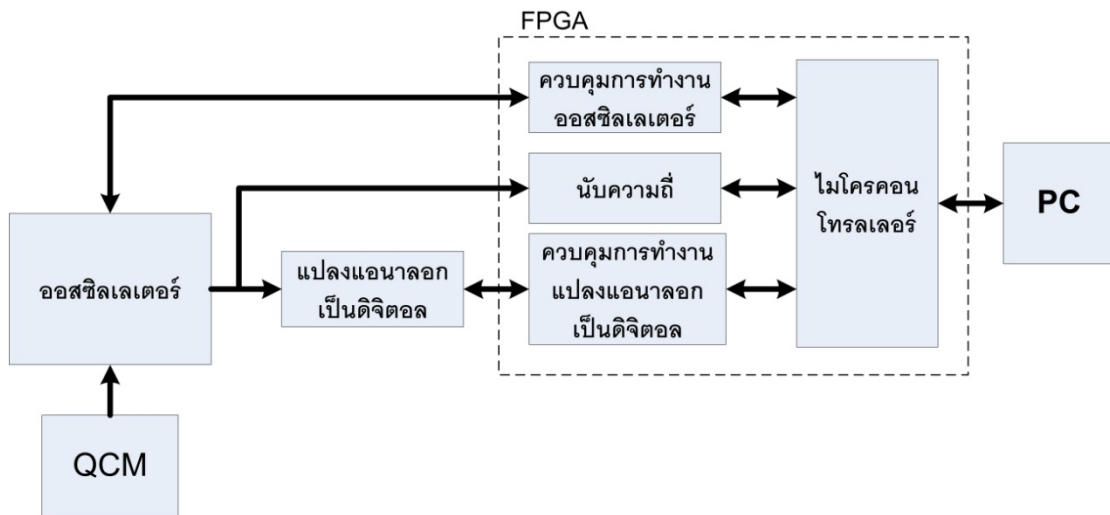 FPGA
ควบคุมการทำงาน
ออสซิลเลเตอร์
นับความถี่
ไมโครคอน
โทรลเลอร์
PC
ออสซิลเลเตอร์
แปลงแอนาลอก
เป็นดิจิตอล
ควบคุมการทำงาน
แปลงแอนาลอก
เป็นดิจิตอล
QCM